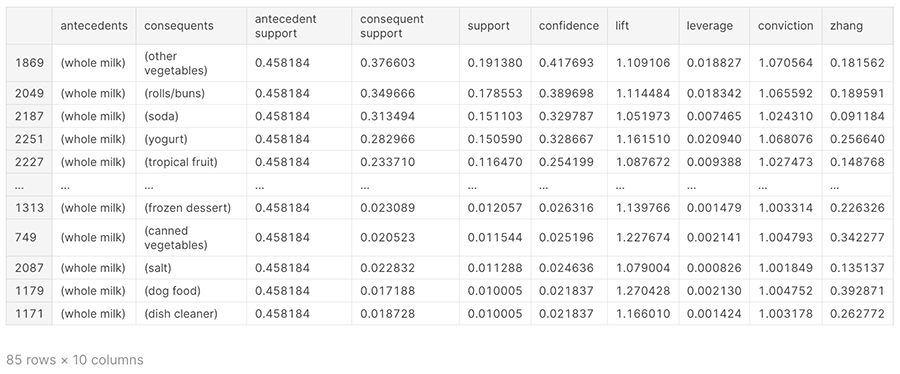 antecedents consequents antecedent support consequent support support confidence lift leverage conviction zhang
1869 (whole milk) (other vegetables) 0.458184 0.376603 0.191380 0.417693 1.109106 0.018827 1.070564 0.181562
2049 (whole milk) (rolls/buns) 0.458184 0.349666 0.178553 0.389698 1.114484 0.018342 1.065592 0.189591
2187 (whole milk) (soda) 0.458184 0.313494 0.151103 0.329787 1.051973 0.007465 1.024310 0.091184
2251 (whole milk) (yogurt) 0.458184 0.282966 0.150590 0.328667 1.161510 0.020940 1.068076 0.256640
2227 (whole milk) (tropical fruit) 0.458184 0.233710 0.116470 0.254199 1.087672 0.009388 1.027473 0.148768
... ... ... ... ... ... ... ... ... ... ...
1313 (whole milk) (frozen dessert) 0.458184 0.023089 0.012057 0.026316 1.139766 0.001479 1.003314 0.226326
749 (whole milk) (canned vegetables) 0.458184 0.020523 0.011544 0.025196 1.227674 0.002141 1.004793 0.342277
2087 (whole milk) (salt) 0.458184 0.022832 0.011288 0.024636 1.079004 0.000826 1.001849 0.135137
1179 (whole milk) (dog food) 0.458184 0.017188 0.010005 0.021837 1.270428 0.002130 1.004752 0.392871
1171 (whole milk) (dish cleaner) 0.458184 0.018728 0.010005 0.021837 1.166010 0.001424 1.003178 0.262772
85 rows × 10 columns